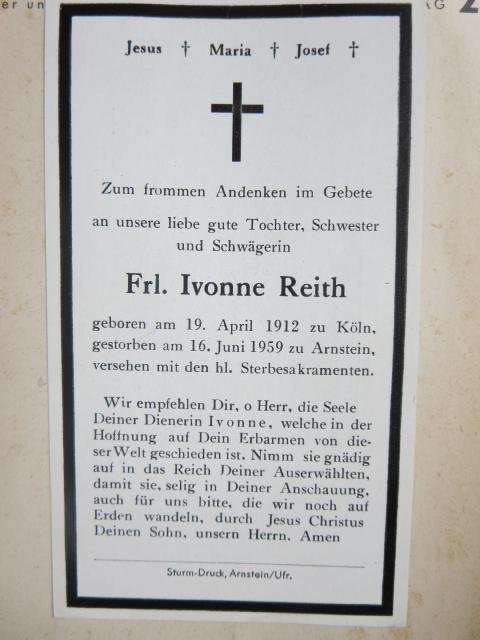 er un
AG 2
Jesus † Maria † Josef †
Zum frommen Andenken im Gebete
an unsere liebe gute Tochter, Schwester
und Schwägerin
Frl. Ivonne Reith
geboren am 19. April 1912 zu Köln,
gestorben am 16. Juni 1959 zu Arnstein,
versehen mit den hl. Sterbesakramenten.
Wir empfehlen Dir, o Herr, die Seele
Deiner Dienerin Ivonne, welche in der
Hoffnung auf Dein Erbarmen von die-
ser Welt geschieden ist. Nimm sie gnädig
auf in das Reich Deiner Auserwählten,
damit sie, selig in Deiner Anschauung,
auch für uns bitte, die wir noch auf
Erden wandeln, durch Jesus Christus
Deinen Sohn, unsern Herrn. Amen
Sturm-Druck, Arnstein/Ufr.